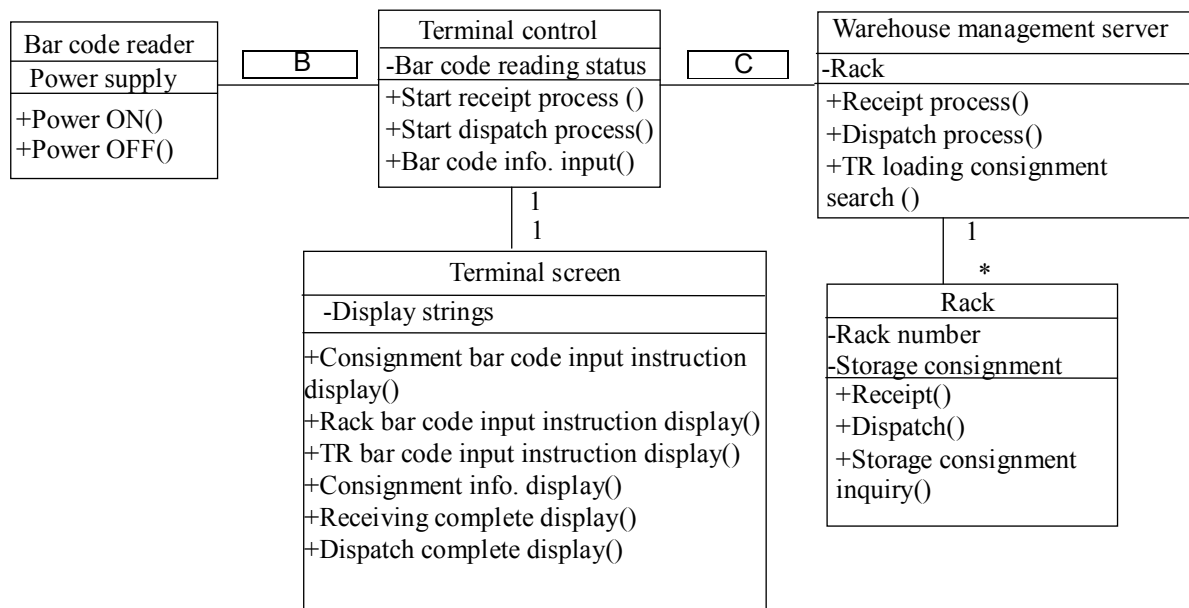 Bar code reader
Power supply
+Power ON()
+Power OFF()
B
Terminal control
-Bar code reading status
+Start receipt process ()
+Start dispatch process()
+Bar code info. input()
C
Warehouse management server
-Rack
+Receipt process()
+Dispatch process()
+TR loading consignment
search ()
1
1
Terminal screen
-Display strings
+Consignment bar code input instruction
display()
+Rack bar code input instruction display()
+TR bar code input instruction display()
+Consignment info. display()
+Receiving complete display()
+Dispatch complete display()
1
*
Rack
-Rack number
-Storage consignment
+Receipt()
+Dispatch()
+Storage consignment
inquiry()